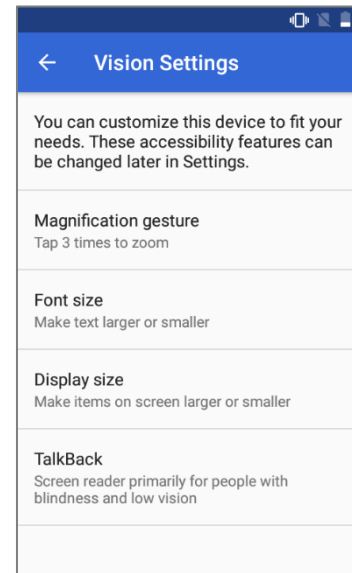 Vision Settings
You can customize this device to fit your
needs. These accessibility features can
be changed later in Settings.
Magnification gesture
Tap 3 times to zoom
Font size
Make text larger or smaller
Display size
Make items on screen larger or smaller
TalkBack
Screen reader primarily for people with
blindness and low vision